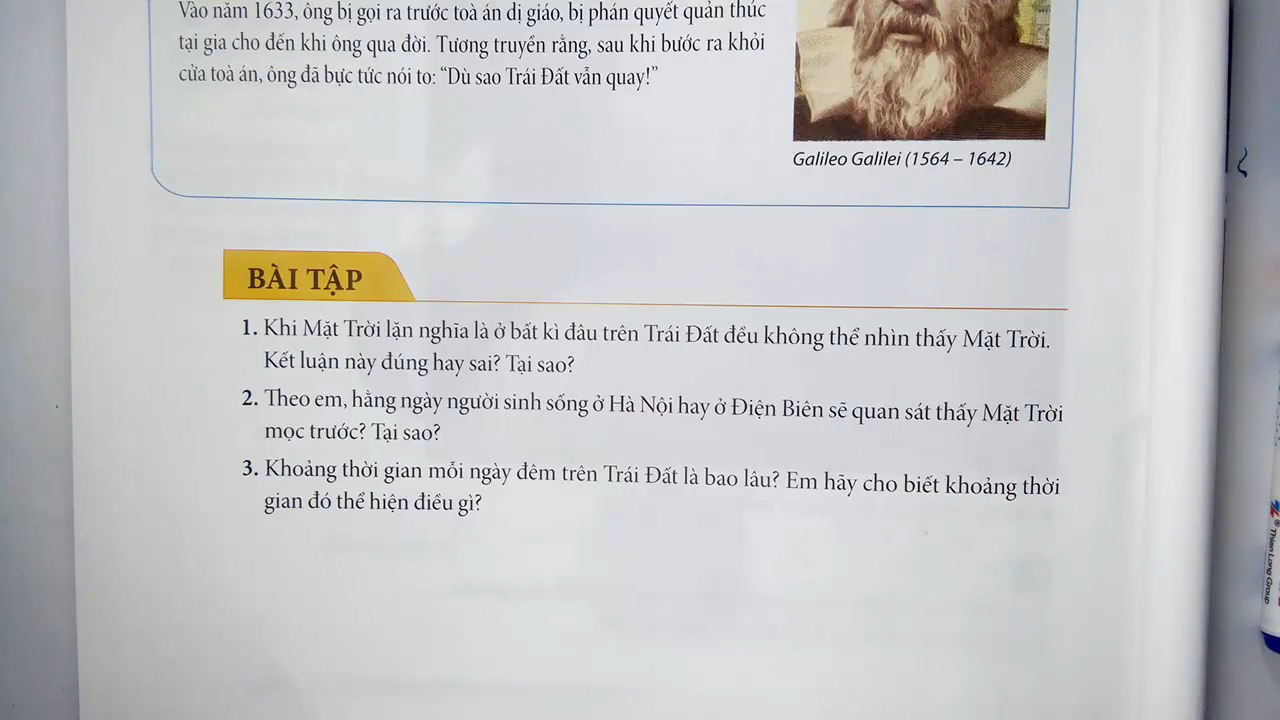 Vào năm 1633, ông bị gọi ra trước toà án dị giáo, bị phán quyết quản thúc
tại gia cho đến khi ông qua đời. Tương truyền rằng, sau khi bước ra khỏi
cửa toà án, ông đã bực tức nói to: “Dù sao Trái Đất vẫn quay!”
Galileo Galilei (1564 – 1642)
BÀI TẬP
1. Khi Mặt Trời lặn nghĩa là ở bất kì đâu trên Trái Đất đều không thể nhìn thấy Mặt Trời.
Kết luận này đúng hay sai? Tại sao?
2. Theo em, hằng ngày người sinh sống ở Hà Nội hay ở Điện Biên sẽ quan sát thấy Mặt Trời
mọc trước? Tại sao?
3. Khoảng thời gian mỗi ngày đêm trên Trái Đất là bao lâu? Em hãy cho biết khoảng thời
gian đó thể hiện điều gì?
Thien Long Group